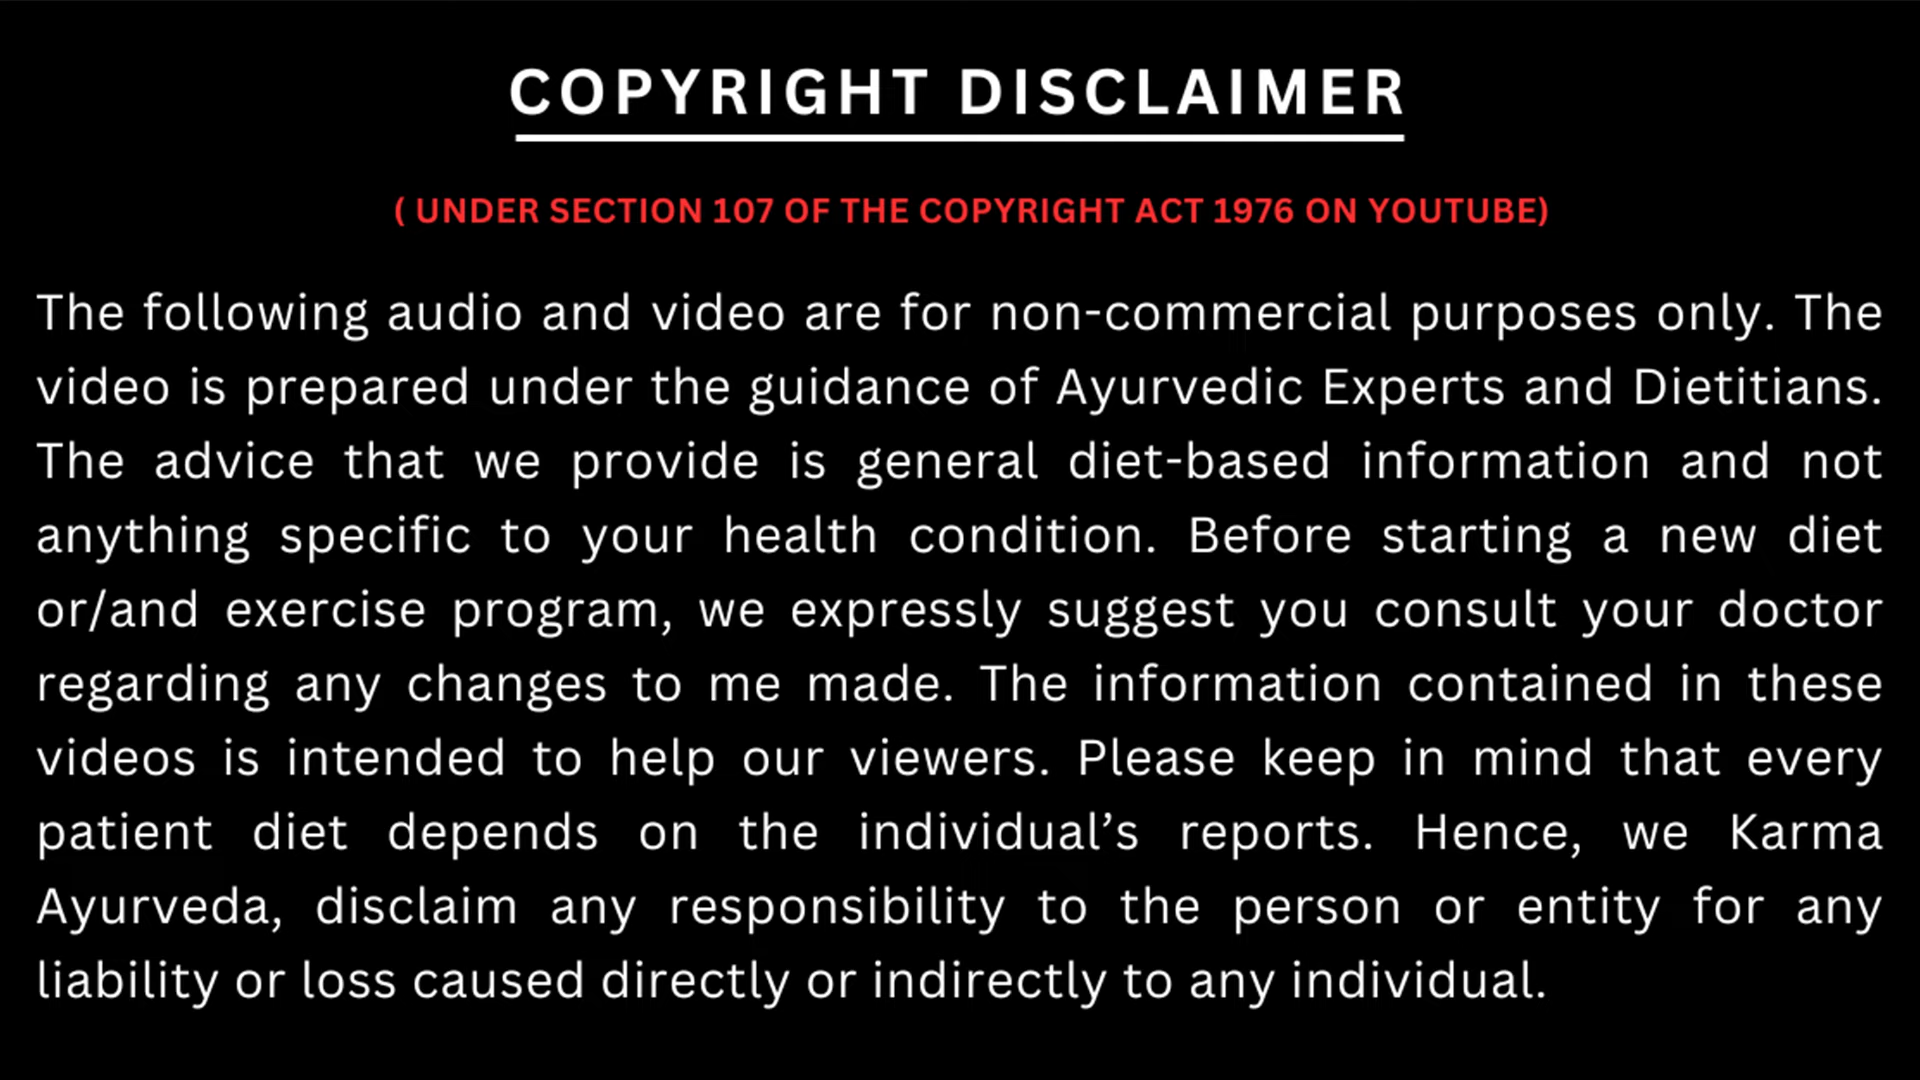 COPYRIGHT DISCLAIMER
( UNDER SECTION 107 OF THE COPYRIGHT ACT 1976 ON YOUTUBE)
The following audio and video are for non-commercial purposes only. The
video is prepared under the guidance of Ayurvedic Experts and Dietitians.
The advice that we provide is general diet-based information and not
anything specific to your health condition. Before starting a new diet
or/and exercise program, we expressly suggest you consult your doctor
regarding any changes to me made. The information contained in these
videos is intended to help our viewers. Please keep in mind that every
patient diet depends on the individual’s reports. Hence, we Karma
Ayurveda, disclaim any responsibility to the person or entity for any
liability or loss caused directly or indirectly to any individual.